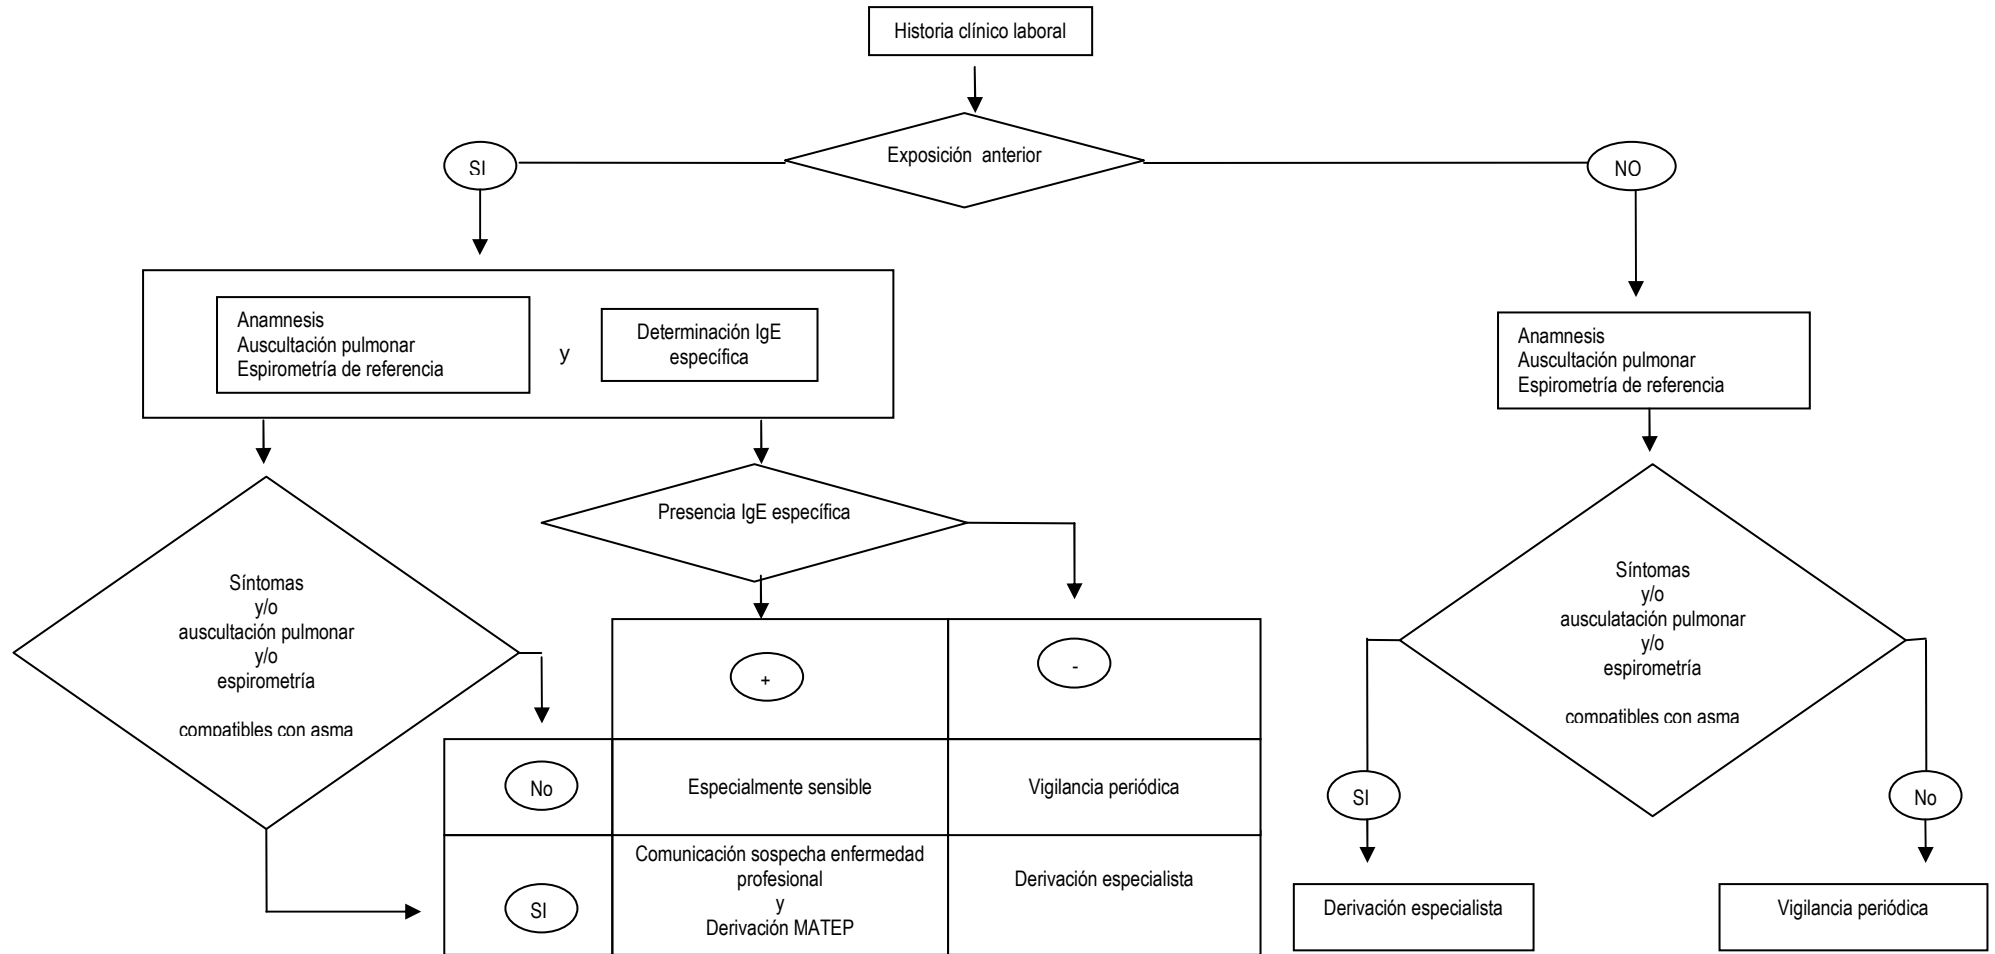 Historia clínico laboral
Exposición anterior
SI
NO
Anamnesis
Auscultación pulmonar
Espirometría de referencia
y
Determinación IgE
específica
Anamnesis
Auscultación pulmonar
Espirometría de referencia
Síntomas
y/o
auscultación pulmonar
y/o
espirometría
compatibles con asma
Presencia IgE específica
+
-
No
Especialmente sensible
Vigilancia periódica
SI
Comunicación sospecha enfermedad
profesional
y
Derivación MATEP
Derivación especialista
Síntomas
y/o
ausculatación pulmonar
y/o
espirometría
compatibles con asma
SI
No
Derivación especialista
Vigilancia periódica